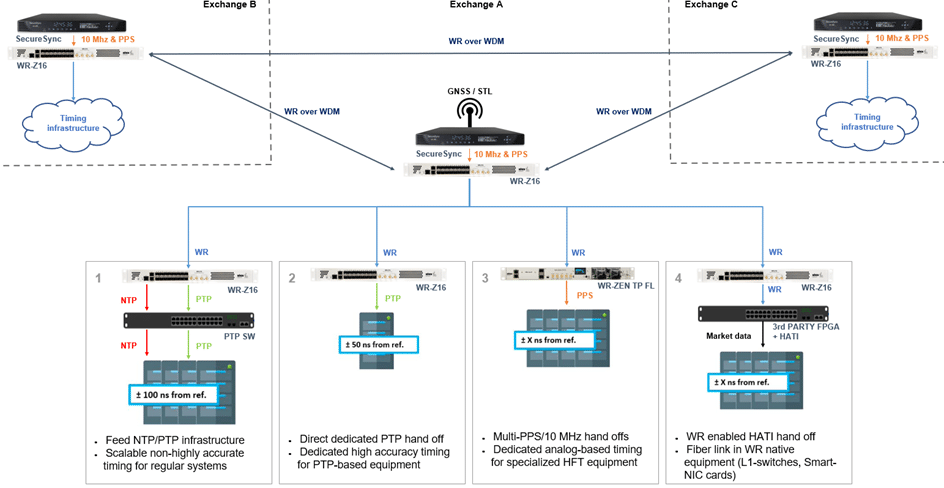 Exchange B
Exchange A
Exchange C
SecureSync
10 Mhz & PPS
WR-Z16
WR over WDM
SecureSync
10 Mhz & PPS
WR-Z16
Timing
infrastructure
WR over WDM
GNSS / STL
WR over WDM
Timing
infrastructure
SecureSync
10 Mhz & PPS
WR-Z16
WR
WR
WR
WR
1
WR-Z16
NTP
PTP
PTP SW
NTP
PTP
± 100 ns from ref.
• Feed NTP/PTP infrastructure
• Scalable non-highly accurate
timing for regular systems
2
WR-Z16
PTP
± 50 ns from ref.
• Direct dedicated PTP hand off
• Dedicated high accuracy timing
for PTP-based equipment
3
WR-ZEN TP FL
PPS
± X ns from ref.
• Multi-PPS/10 MHz hand offs
• Dedicated analog-based timing
for specialized HFT equipment
4
WR-Z16
WR
3rd PARTY FPGA
+ HATI
Market data
± X ns from ref.
• WR enabled HATI hand off
• Fiber link in WR native
equipment (L1-switches, Smart-
NIC cards)